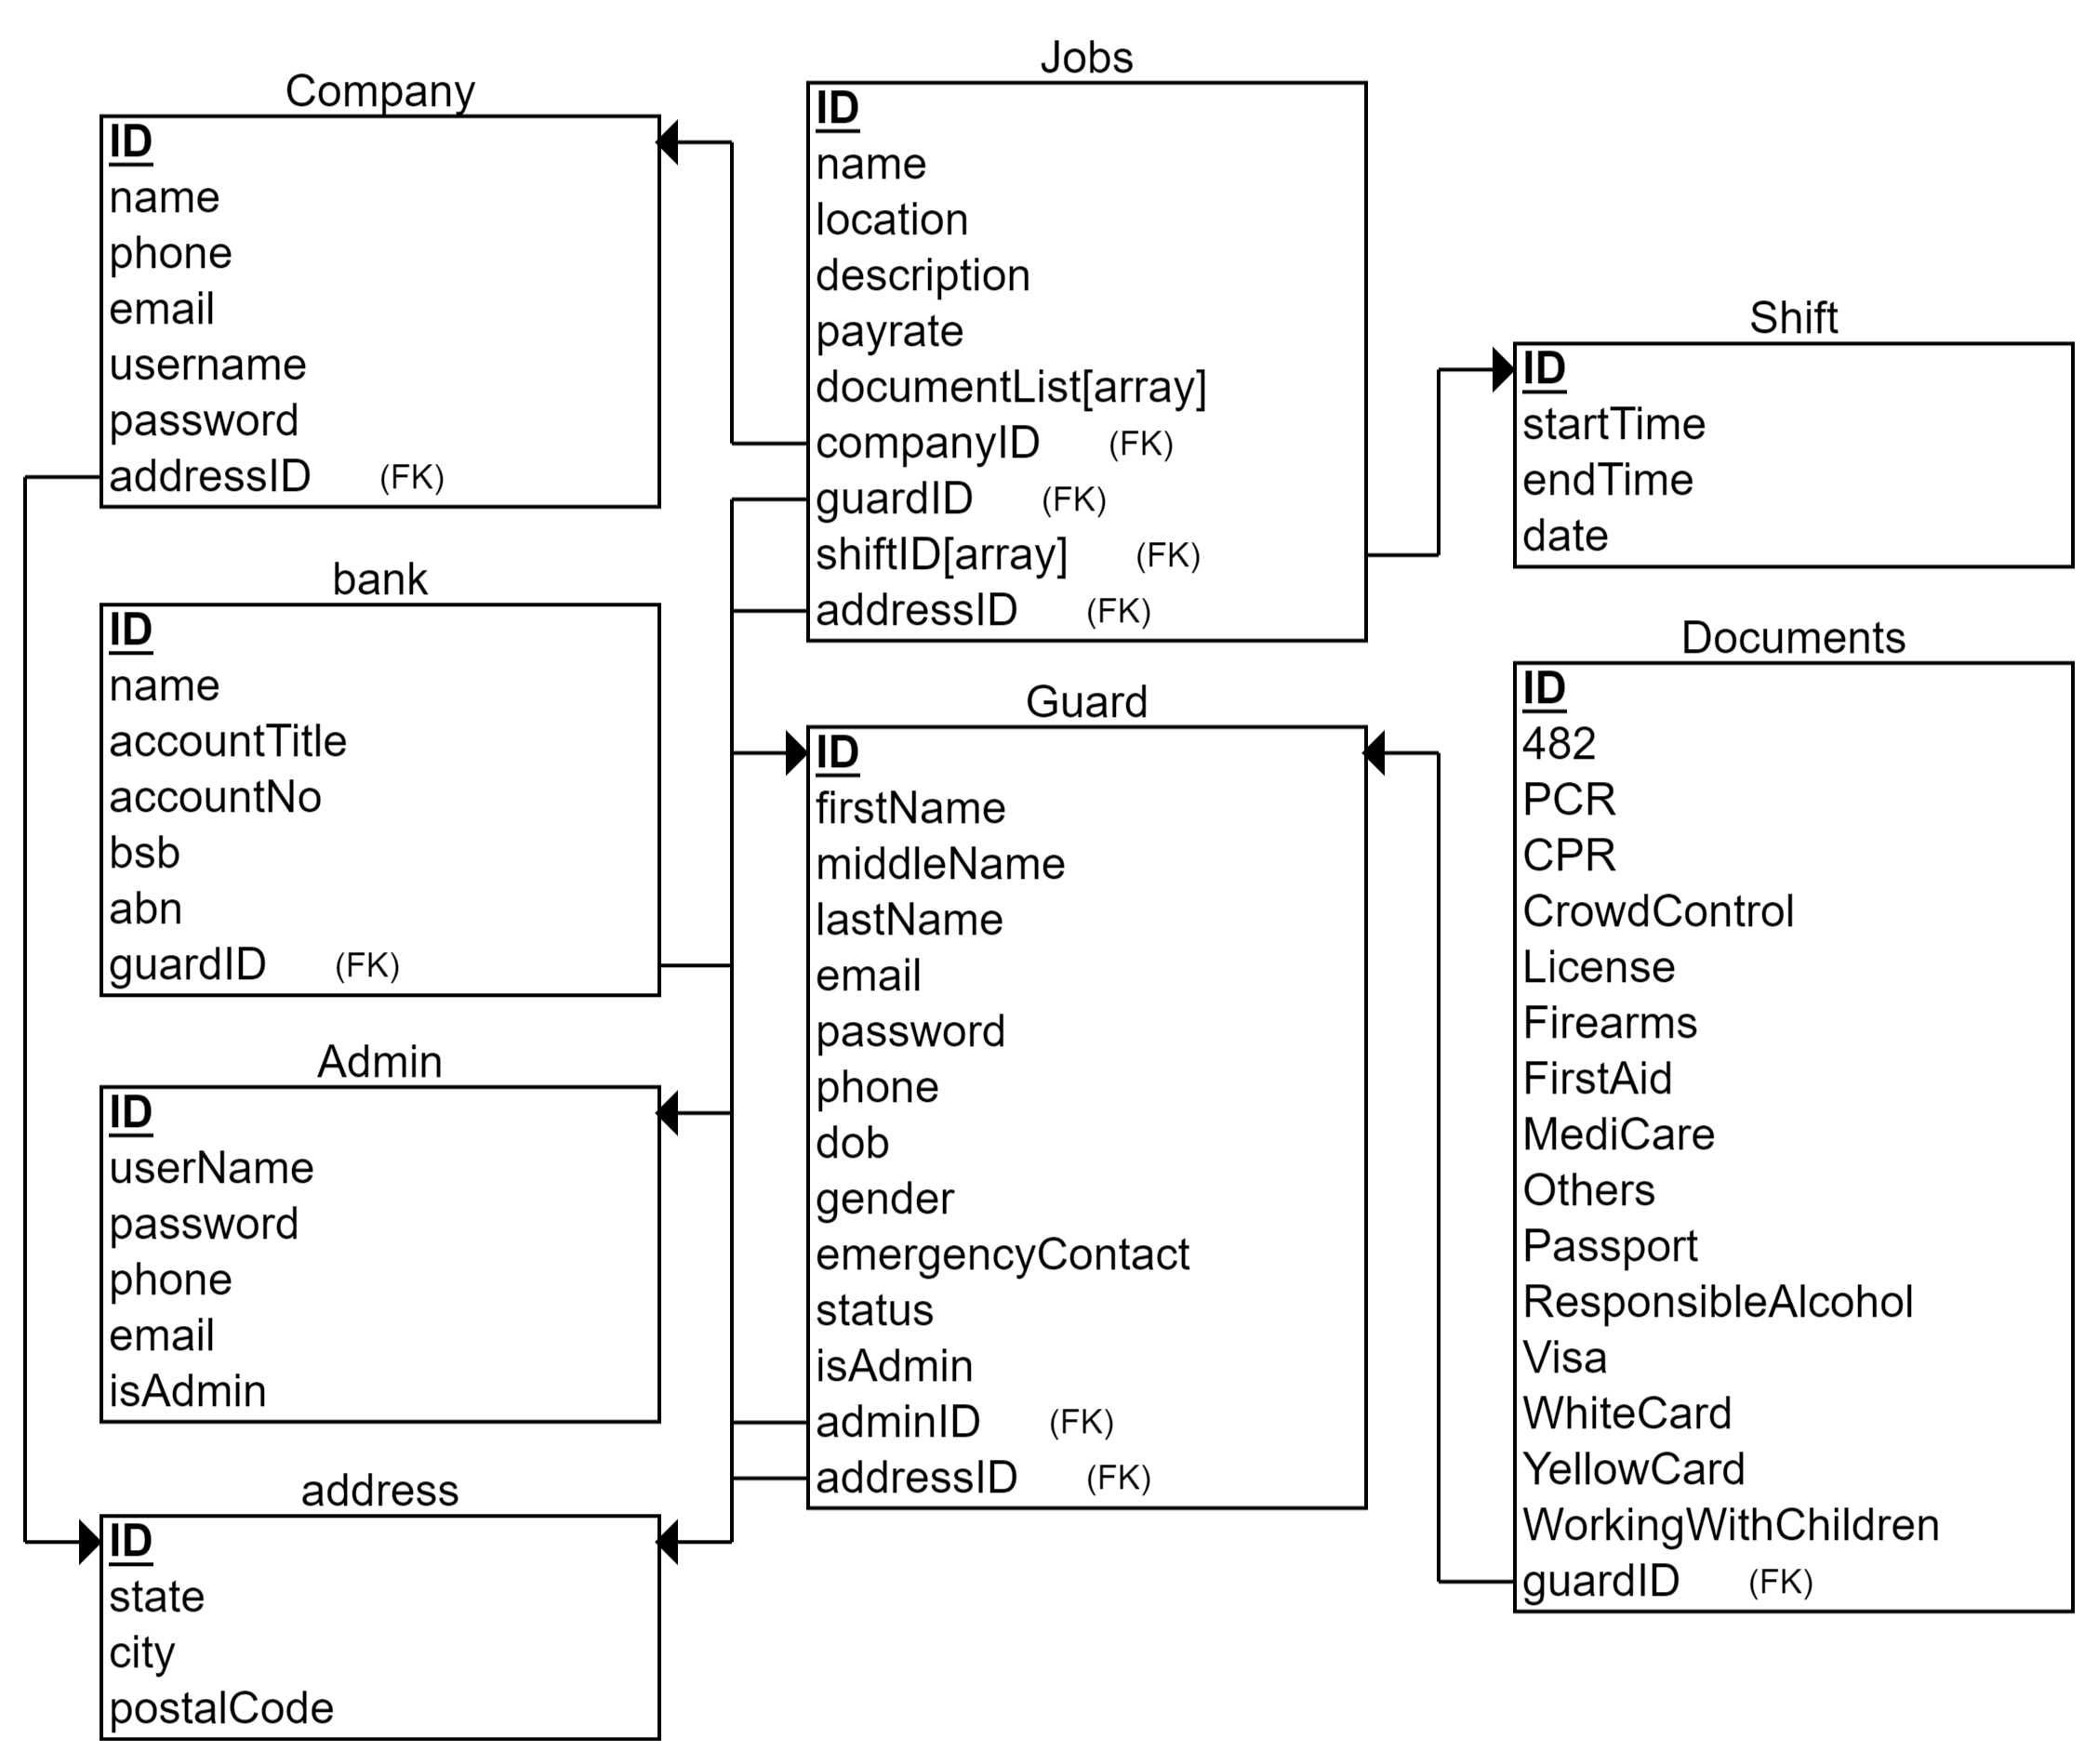 Company
ID
name
phone
email
username
password
addressID (FK)
bank
ID
name
accountTitle
accountNo
bsb
abn
guardID (FK)
Admin
ID
userName
password
phone
email
isAdmin
address
ID
state
city
postalCode
Jobs
ID
name
location
description
payrate
documentList[array]
companyID (FK)
guardID (FK)
shiftID[array] (FK)
addressID (FK)
Guard
ID
firstName
middleName
lastName
email
password
phone
dob
gender
emergencyContact
status
isAdmin
adminID (FK)
addressID (FK)
Shift
ID
startTime
endTime
date
Documents
ID
482
PCR
CPR
CrowdControl
License
Firearms
FirstAid
MediCare
Others
Passport
ResponsibleAlcohol
Visa
WhiteCard
YellowCard
WorkingWithChildren
guardID (FK)